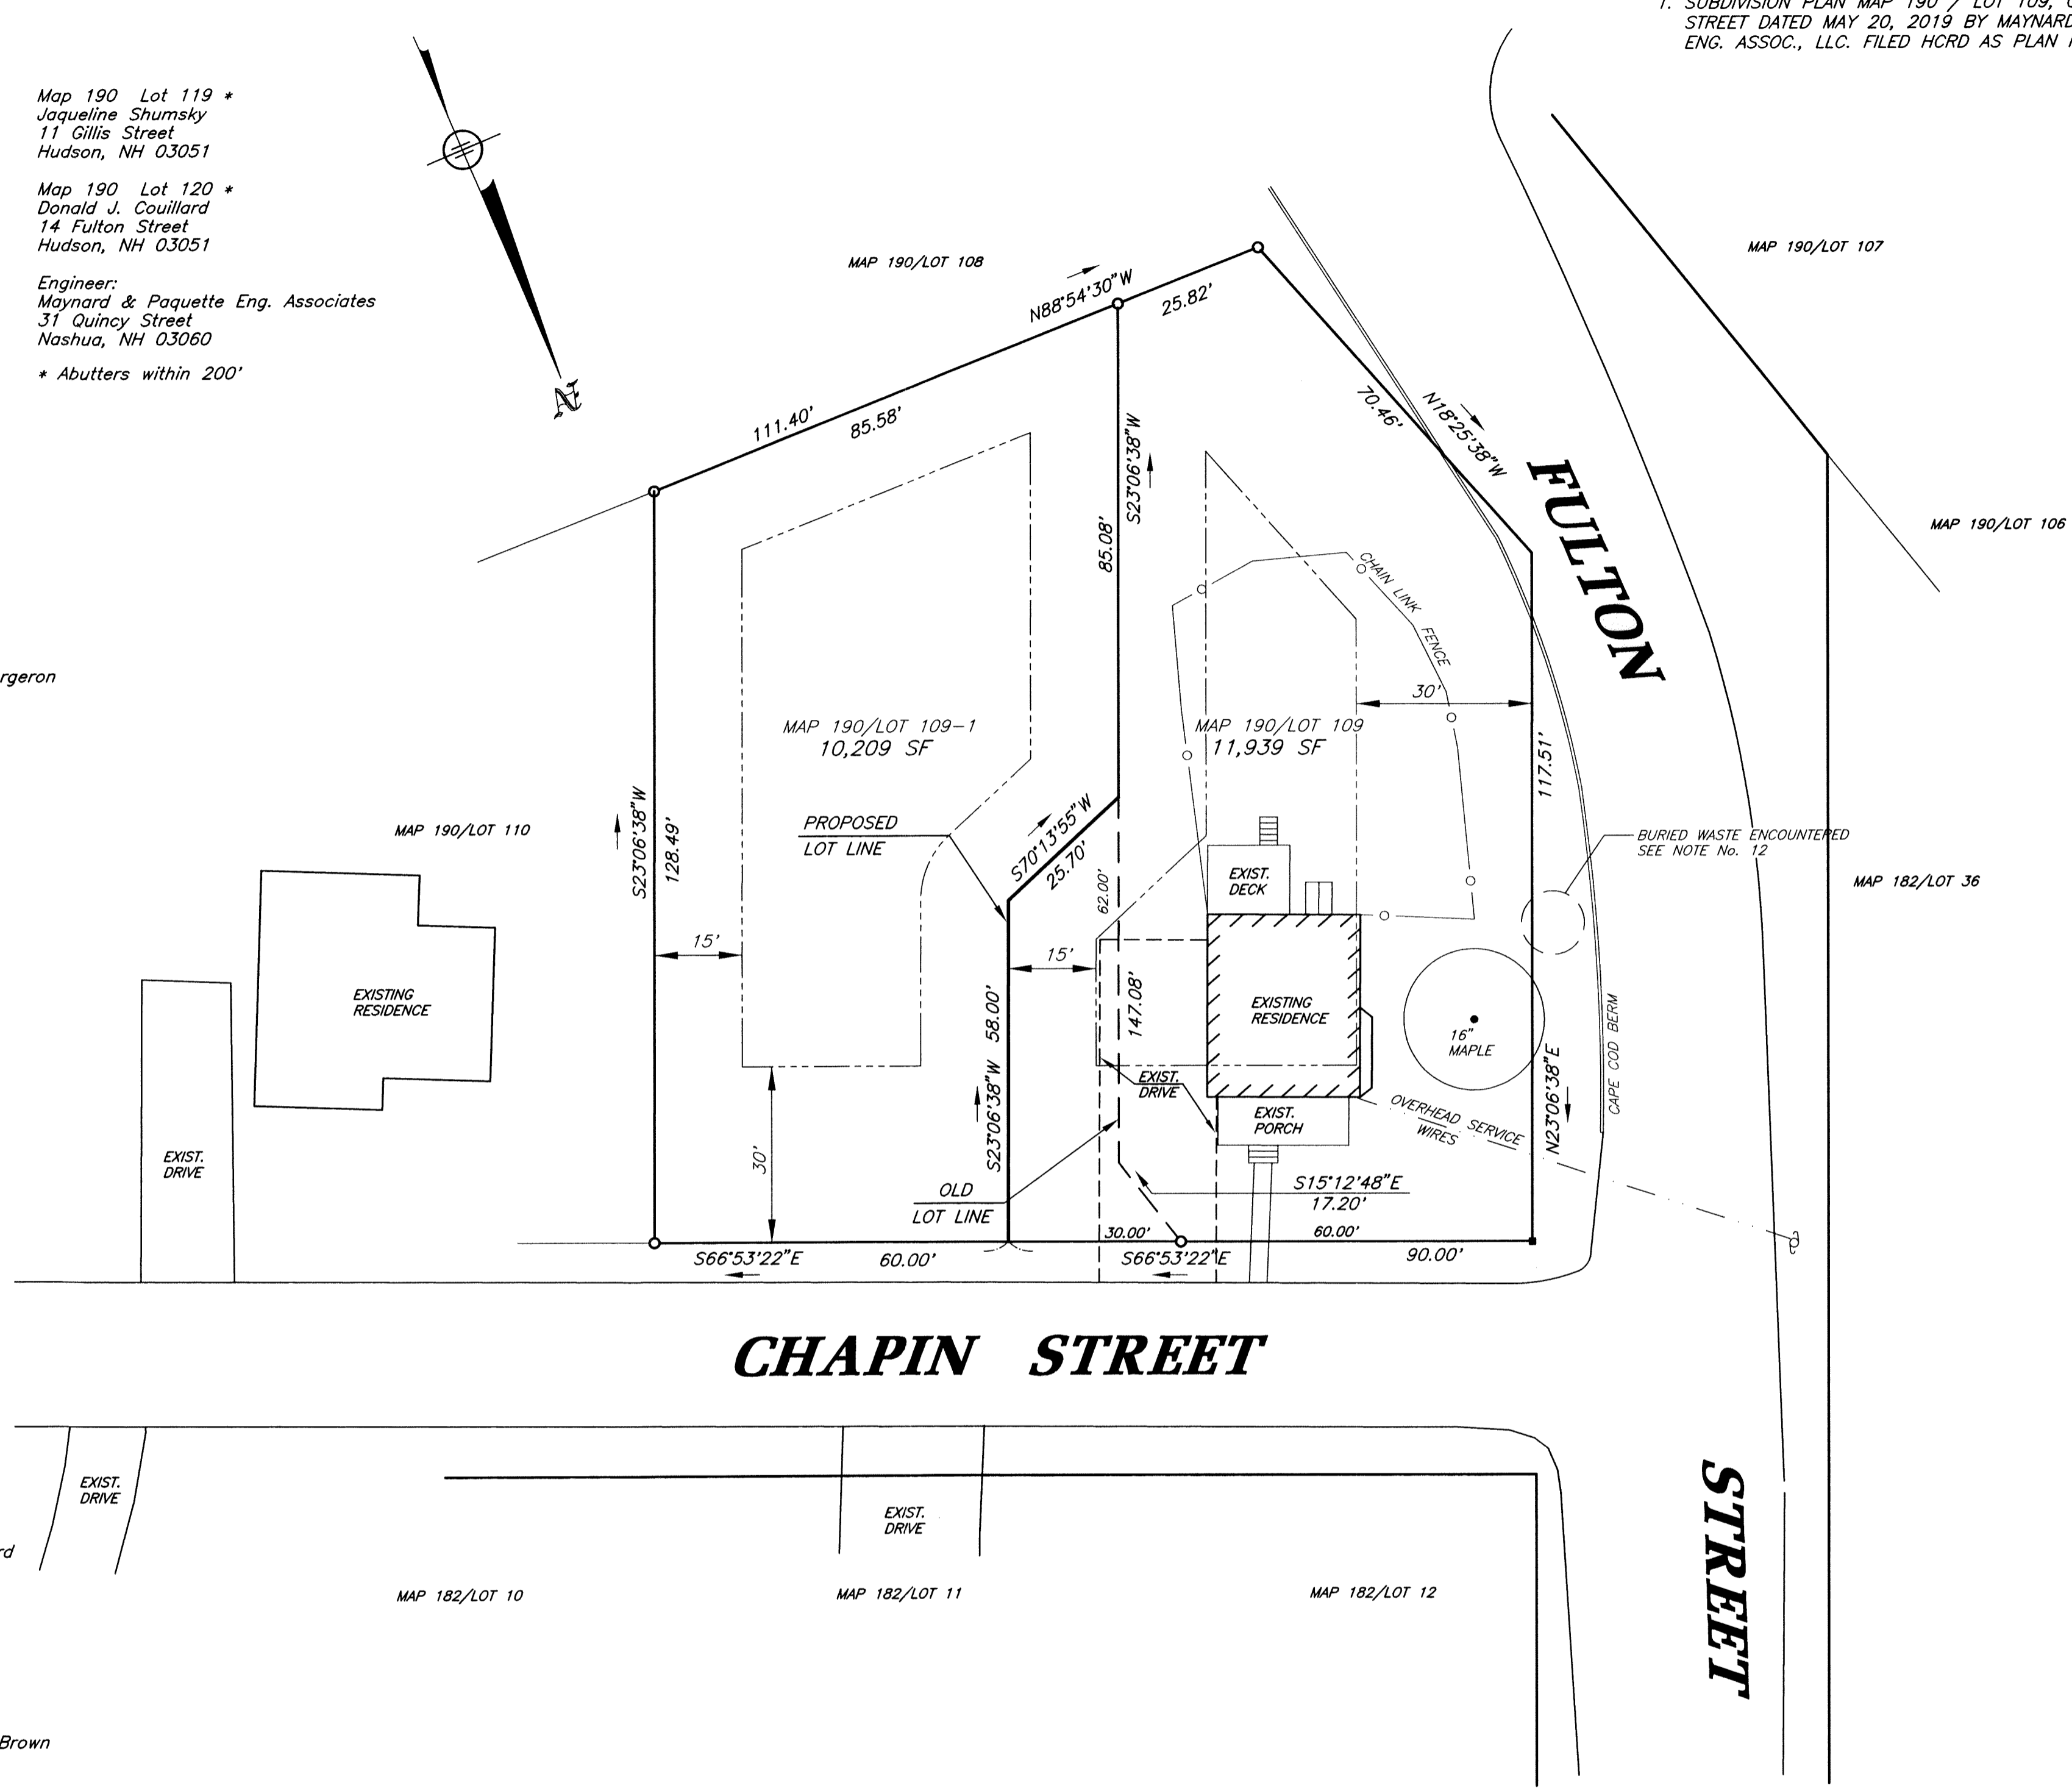 1. SUBDIVISION PLAN MAP 190 / LOT 109,
STREET DATED MAY 20, 2019 BY MAYNARD
ENG. ASSOC., LLC. FILED HCRD AS PLAN
Map 190 Lot 119 *
Jaqueline Shumsky
11 Gillis Street
Hudson, NH 03051
Map 190 Lot 120 *
Donald J. Couillard
14 Fulton Street
Hudson, NH 03051
Engineer:
Maynard & Paquette Eng. Associates
31 Quincy Street
Nashua, NH 03060
* Abutters within 200'
N
MAP 190/LOT 108
MAP 190/LOT 107
N88°54'30"W
25.82'
111.40'
85.58'
70.46'
N18°25'38"W
S23°06'38"W
85.08'
FULTON
MAP 190/LOT 106
CHAIN LINK FENCE
rgeron
30'
MAP 190/LOT 109-1
10,209 SF
MAP 190/LOT 109
11,939 SF
117.51'
MAP 190/LOT 110
S23°06'38"W
128.49'
PROPOSED
LOT LINE
S70°13'55"W
25.70'
62.00'
EXIST.
DECK
BURIED WASTE ENCOUNTERED
SEE NOTE No. 12
MAP 182/LOT 36
15'
15'
EXISTING
RESIDENCE
S23°06'38"W 58.00'
147.08'
EXISTING
RESIDENCE
16"
MAPLE
CAPE COD BERM
EXIST.
DRIVE
EXIST.
PORCH
OVERHEAD SERVICE
WIRES
N23°06'38"E
EXIST.
DRIVE
30'
OLD
LOT LINE
S15°12'48"E
17.20'
30.00'
60.00'
S66°53'22"E
60.00'
S66°53'22"E
90.00'
CHAPIN STREET
EXIST.
DRIVE
EXIST.
DRIVE
STREET
rd
MAP 182/LOT 10
MAP 182/LOT 11
MAP 182/LOT 12
Brown